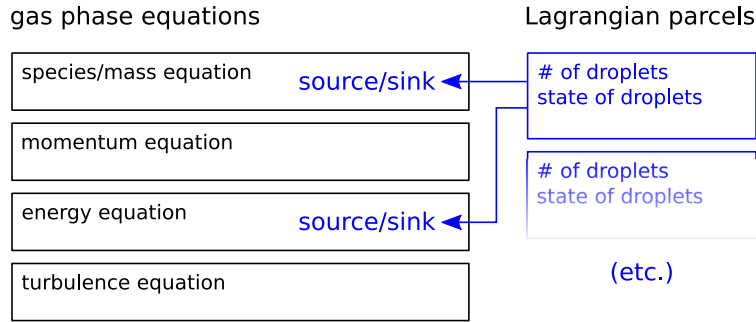 gas phase equations
Lagrangian parcels
species/mass equation
source/sink
# of droplets
state of droplets
momentum equation
# of droplets
state of droplets
energy equation
source/sink
(etc.)
turbulence equation